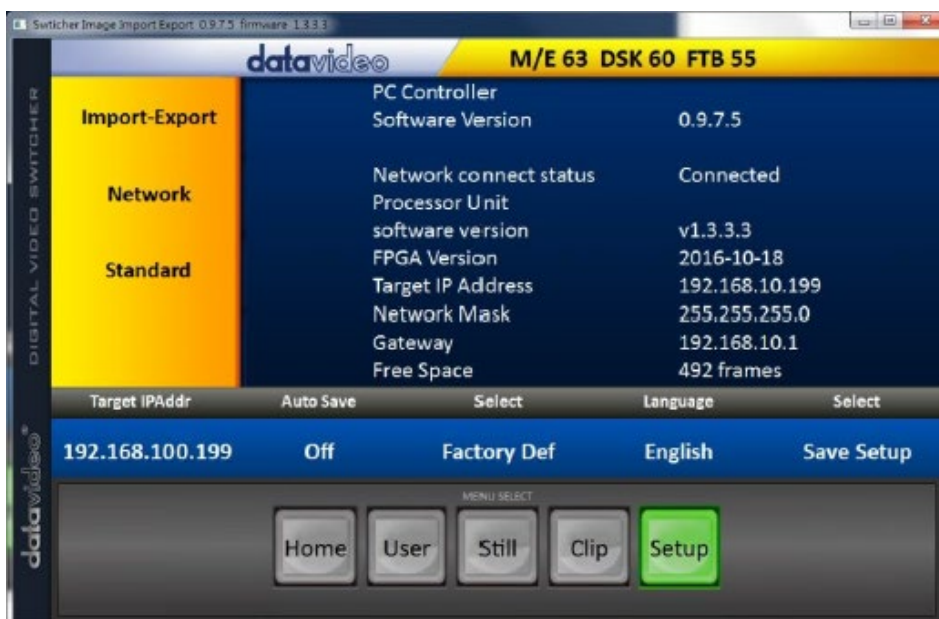 Swticher Image Import Export 0.9.7.5 firmware 1.3.3.3
datavideo M/E 63 DSK 60 FTB 55
DIGITAL VIDEO SWITCHER
datavideo
Import-Export
Network
Standard
PC Controller
Software Version 0.9.7.5
Network connect status Connected
Processor Unit
software version v1.3.3.3
FPGA Version 2016-10-18
Target IP Address 192.168.10.199
Network Mask 255.255.255.0
Gateway 192.168.10.1
Free Space 492 frames
Target IPAddr Auto Save Select Language Select
192.168.100.199 Off Factory Def English Save Setup
MENU SELECT
Home User Still Clip Setup